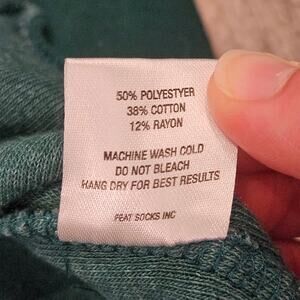 50% POLYESTYER
38% COTTON
12% RAYON
MACHINE WASH COLD
DO NOT BLEACH
HANG DRY FOR BEST RESULTS
FEAT SOCKS INC